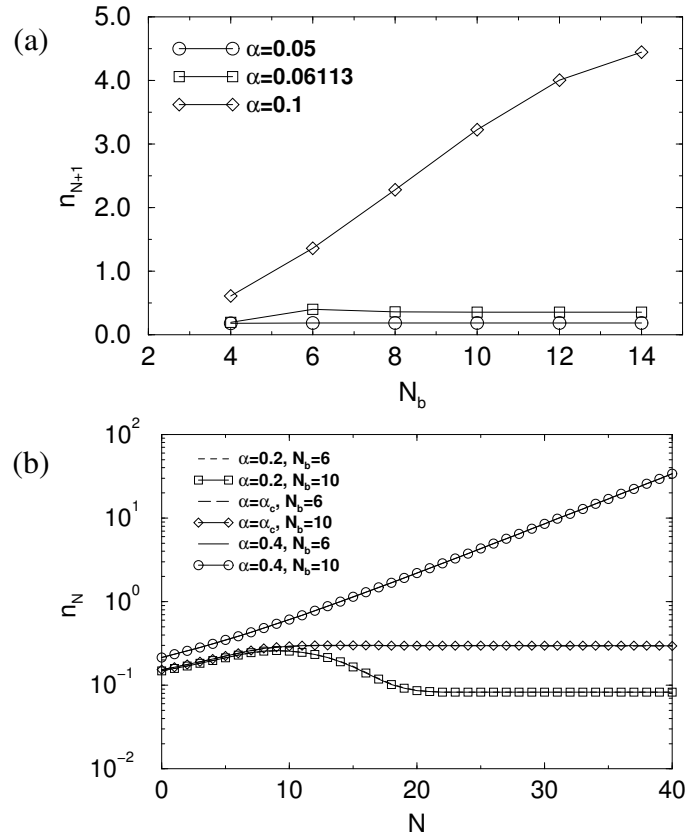 (a)
5.0
4.0
3.0
2.0
1.0
0.0
n_{N+1}
α=0.05
α=0.06113
α=0.1
2 4 6 8 10 12 14
N_b
(b)
10^2
10^1
10^0
10^{-1}
10^{-2}
n_N
α=0.2, N_b=6
α=0.2, N_b=10
α=α_c, N_b=6
α=α_c, N_b=10
α=0.4, N_b=6
α=0.4, N_b=10
0 10 20 30 40
N